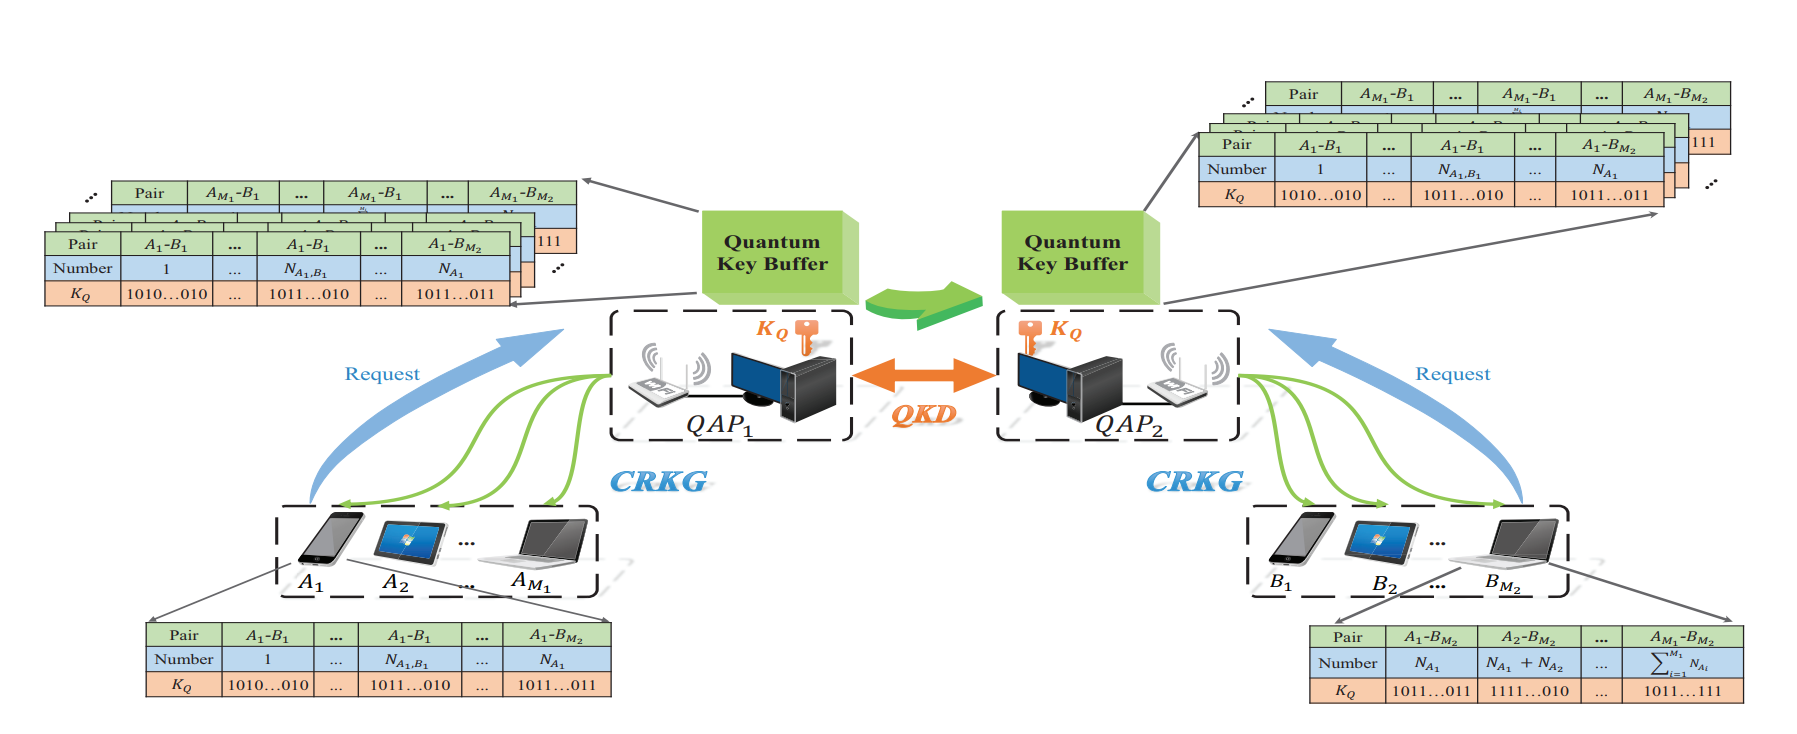 Pair A_{M_1}-B_1 ... A_{M_1}-B_1 ... A_{M_1}-B_{M_2}
111
Pair A_1-B_1 ... A_1-B_1 ... A_1-B_{M_2}
Number 1 ... N_{A_1,B_1} ... N_{A_1}
K_Q 1010...010 ... 1011...010 ... 1011...011
Pair A_{M_1}-B_1 ... A_{M_1}-B_1 ... A_{M_1}-B_{M_2}
111
Pair A_1-B_1 ... A_1-B_1 ... A_1-B_{M_2}
Number 1 ... N_{A_1,B_1} ... N_{A_1}
K_Q 1010...010 ... 1011...010 ... 1011...011
Quantum
Key Buffer
Quantum
Key Buffer
K_Q
K_Q
Request
Request
QKD
QAP_1
QAP_2
CRKG
CRKG
A_1 A_2 ... A_{M_1}
B_1 B_2 ... B_{M_2}
Pair A_1-B_1 ... A_1-B_1 ... A_1-B_{M_2}
Number 1 ... N_{A_1,B_1} ... N_{A_1}
K_Q 1010...010 ... 1011...010 ... 1011...011
Pair A_1-B_{M_2} A_2-B_{M_2} ... A_{M_1}-B_{M_2}
Number N_{A_1} N_{A_1} + N_{A_2} ... \sum_{i=1}^{M_1} N_{A_i}
K_Q 1011...011 1111...010 ... 1011...111